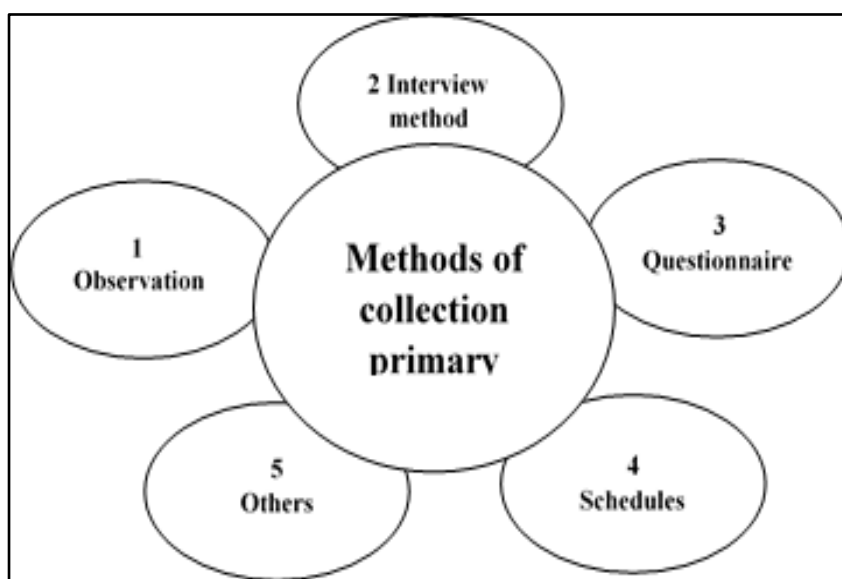 2 Interview
method
1
Observation
3
Questionnaire
Methods of
collection
primary
5
Others
4
Schedules